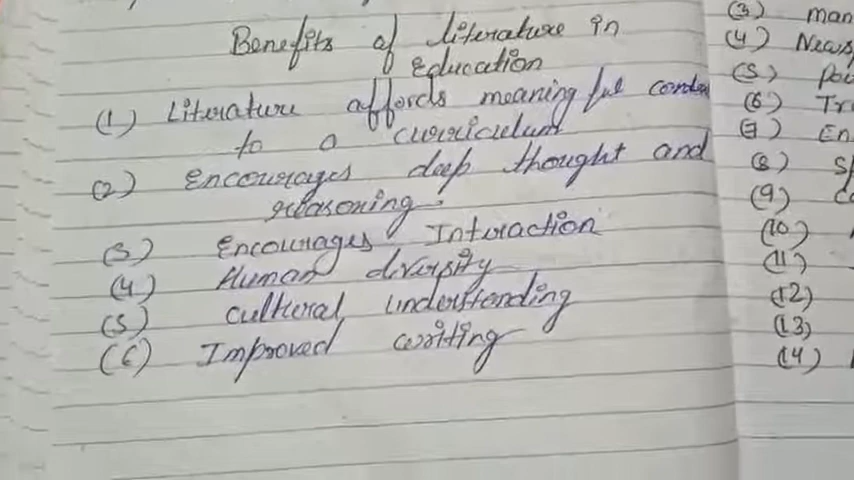 Benefits of literature in
Education
(1) Literature affords meaningful
to a curriculum
(2) Encourages deep thought and
reasoning.
(3) Encourages Interaction
(4) Human diversity
(5) cultural understanding
(6) Improved writing
(3) man
(4) News
(5)
(6) Tr
(7) En
(8) S
(9)
(10)
(11)
(12)
(13)
(14)